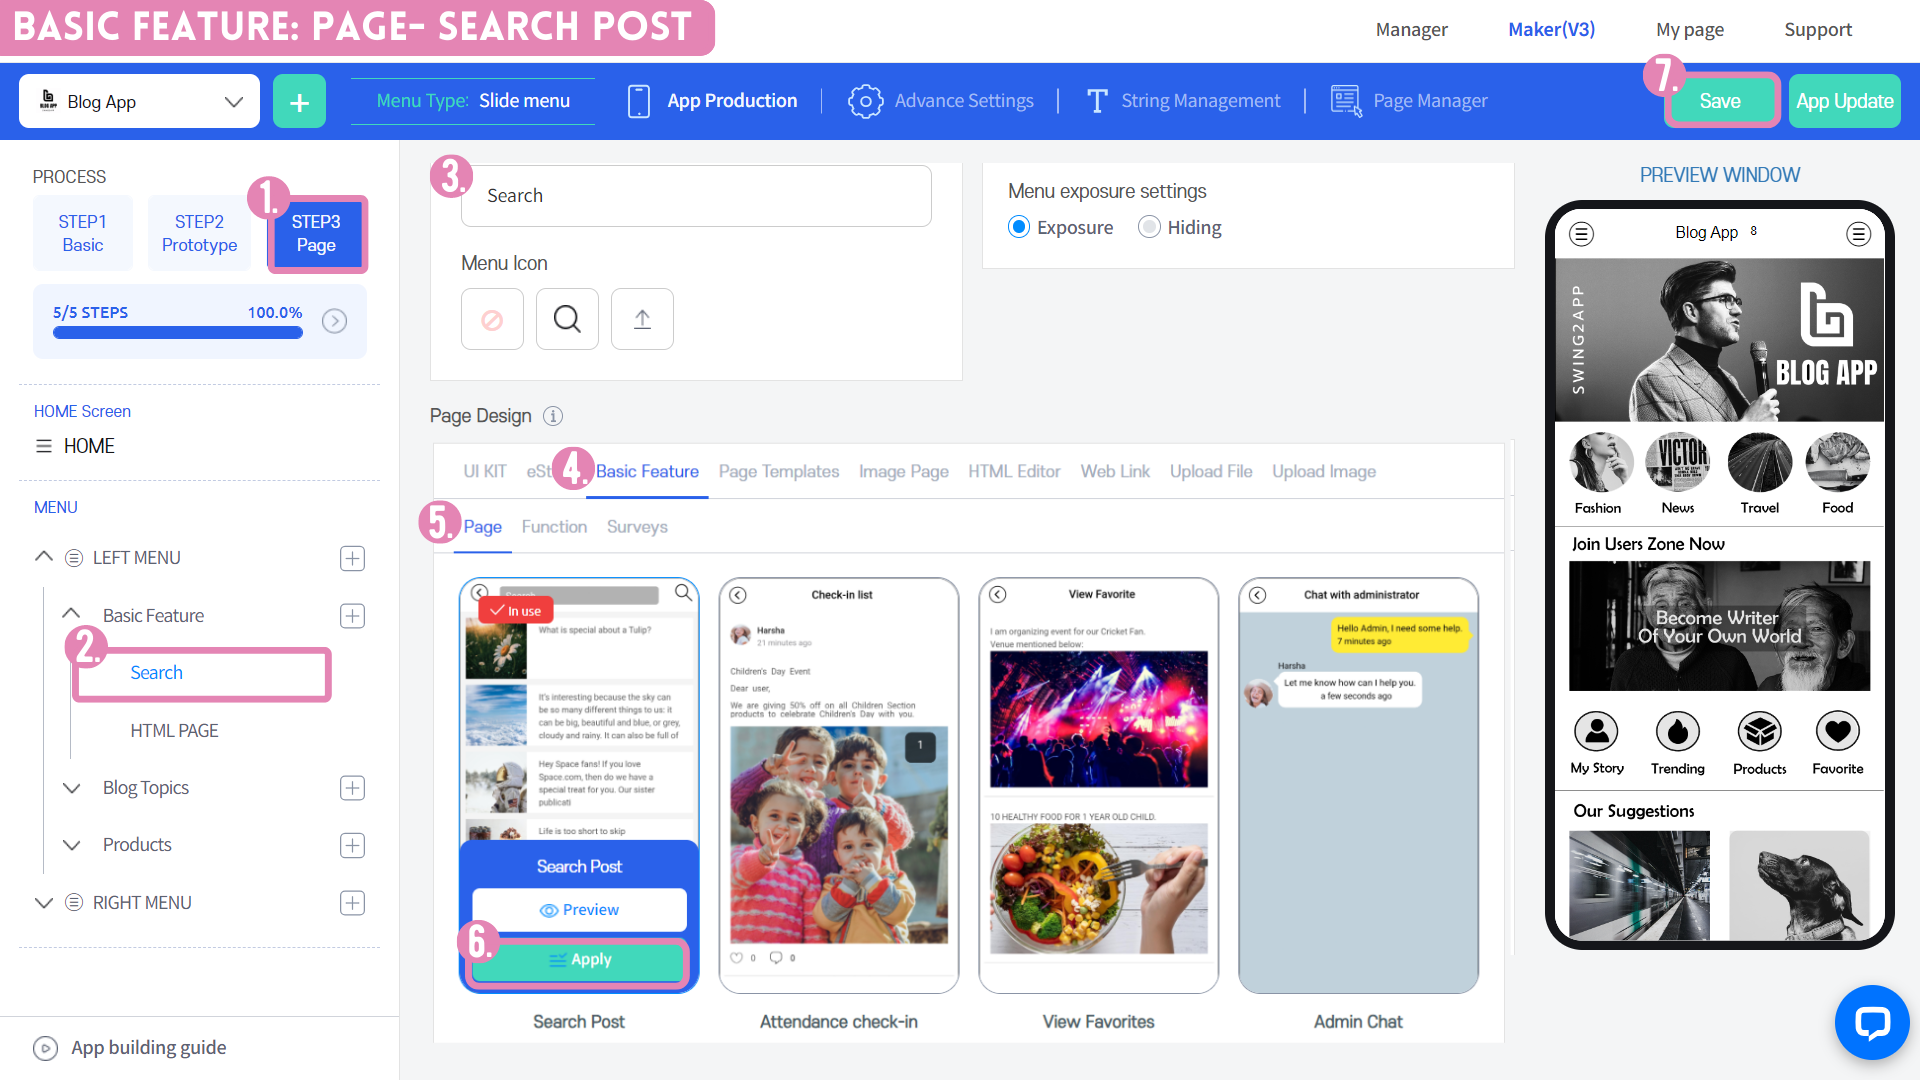 BASIC FEATURE: PAGE- SEARCH POST
Manager
Maker(V3)
My page
Support
Blog App
+
Menu Type: Slide menu
App Production
Advance Settings
String Management
Page Manager
7.
Save
App Update
PROCESS
1.
STEP1
Basic
STEP2
Prototype
STEP3
Page
5/5 STEPS
100.0%
HOME Screen
HOME
MENU
LEFT MENU
Basic Feature
2.
Search
HTML PAGE
Blog Topics
Products
RIGHT MENU
App building guide
3.
Search
Menu Icon
Menu exposure settings
Exposure
Hiding
Page Design
UI KIT
eSt
4.
Basic Feature
Page Templates
Image Page
HTML Editor
Web Link
Upload File
Upload Image
5.
Page
Function
Surveys
In use
What is special about a Tulip?
It's interesting because the sky can
be so many different things to us: it
can be big, beautiful and blue, or grey,
cloudy and rainy. It can also be full of
Hey Space fans! If you love
Space.com, then do we have a
special treat for you. Our sister
publicati
Life is too short to skip
Search Post
Preview
6.
Apply
Search Post
Check-in list
Harsha
21 minutes ago
Children's Day Event
Dear user,
We are giving 50% off on all Children Section
products to celebrate Children's Day with you.
1
0
0
Attendance check-in
View Favorite
I am organizing event for our Cricket Fan.
Venue mentioned below:
10 HEALTHY FOOD FOR 1 YEAR OLD CHILD.
View Favorites
Chat with administrator
Hello Admin, I need some help.
7 minutes ago
Harsha
Let me know how can I help you.
a few seconds ago
Admin Chat
PREVIEW WINDOW
Blog App 8
SWING2APP
BLOG APP
VICTOR
Fashion
News
Travel
Food
Join Users Zone Now
Become Writer
Of Your Own World
My Story
Trending
Products
Favorite
Our Suggestions